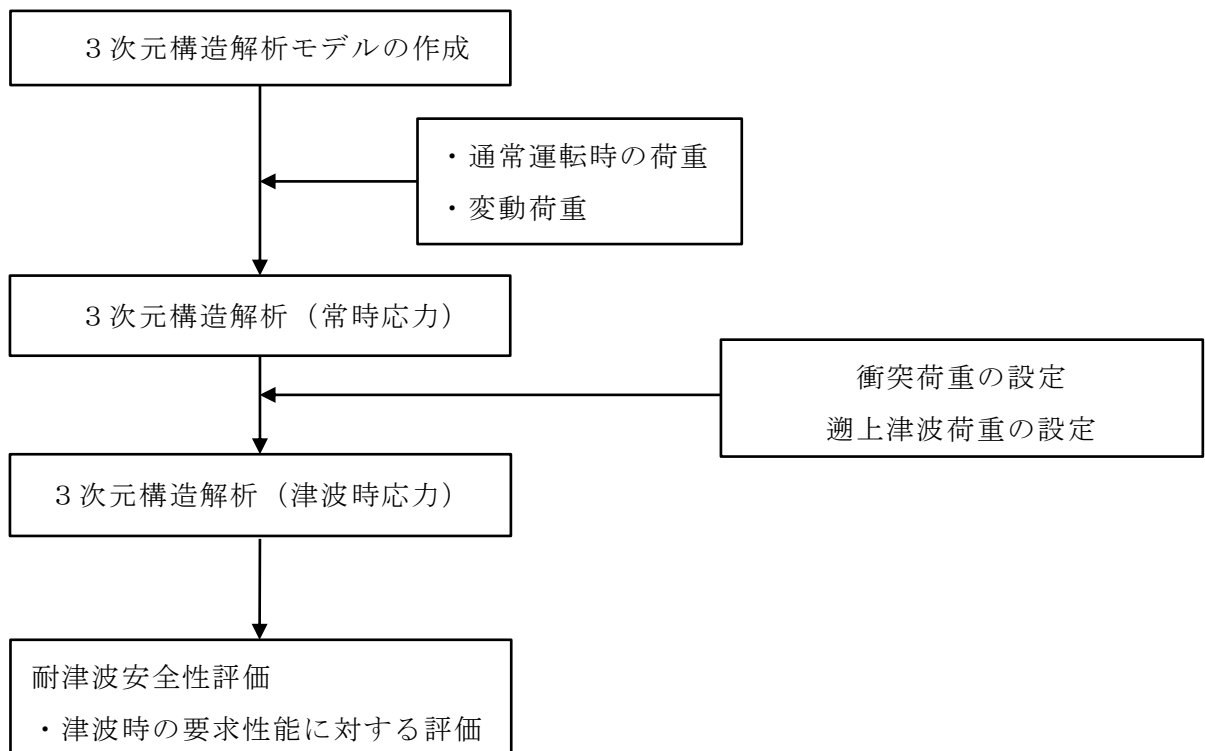 ３次元構造解析モデルの作成
・通常運転時の荷重
・変動荷重
３次元構造解析（常時応力）
衝突荷重の設定
遡上津波荷重の設定
３次元構造解析（津波時応力）
耐津波安全性評価
・津波時の要求性能に対する評価